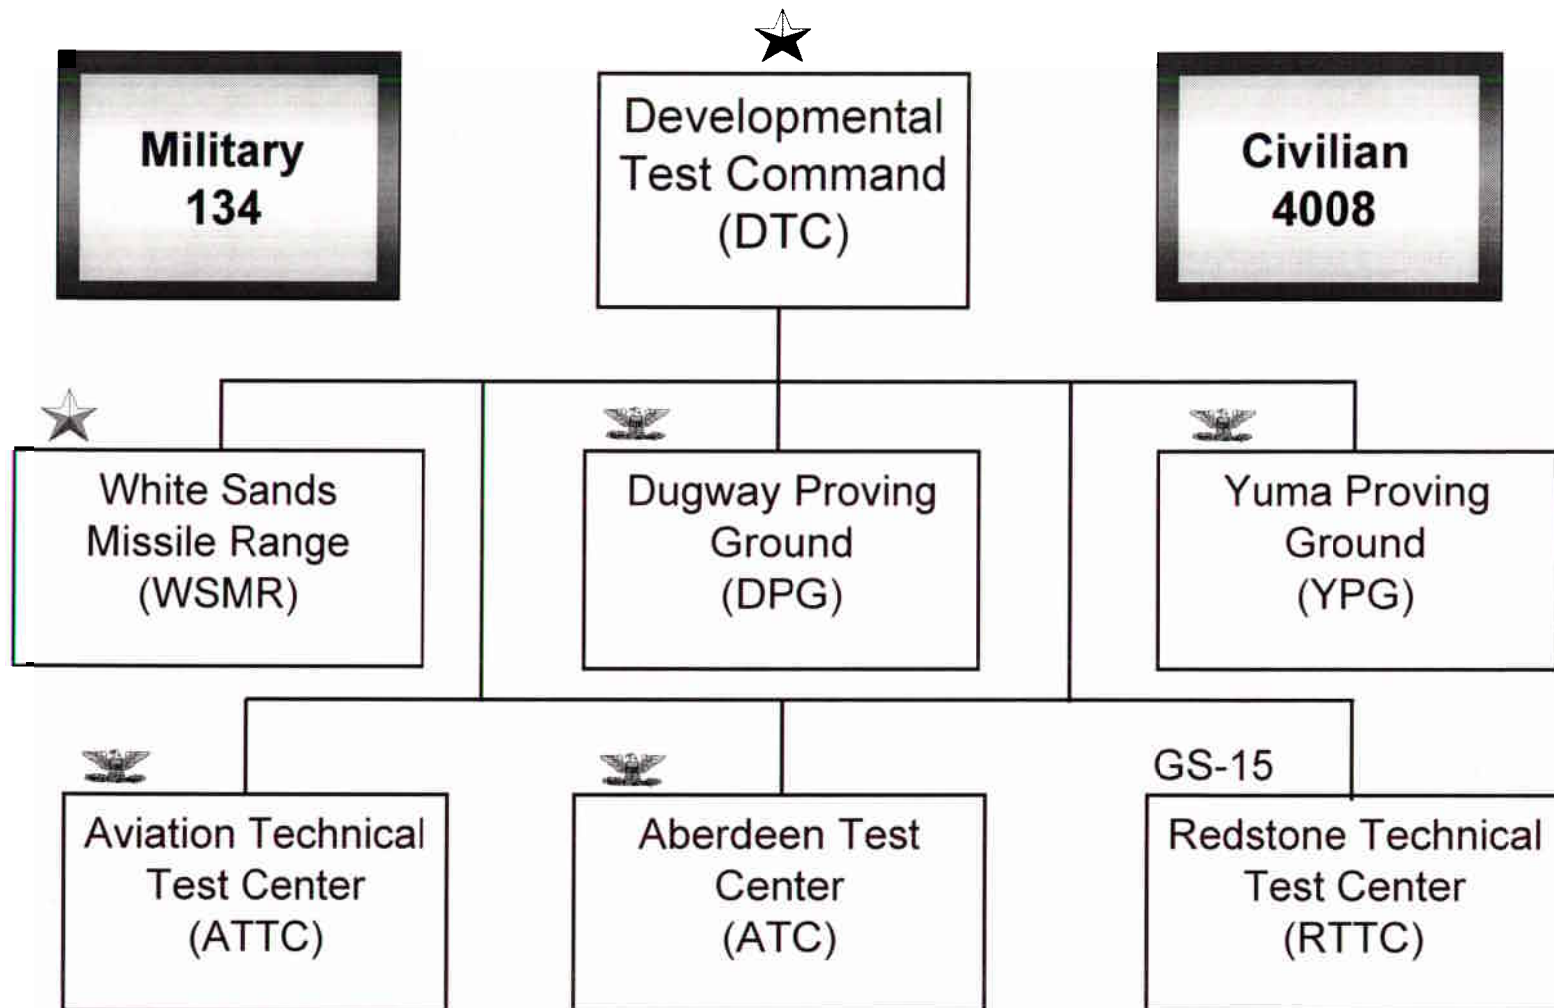 Military
134
Developmental
Test Command
(DTC)
Civilian
4008
White Sands
Missile Range
(WSMR)
Dugway Proving
Ground
(DPG)
Yuma Proving
Ground
(YPG)
Aviation Technical
Test Center
(ATTC)
Aberdeen Test
Center
(ATC)
GS-15
Redstone Technical
Test Center
(RTTC)